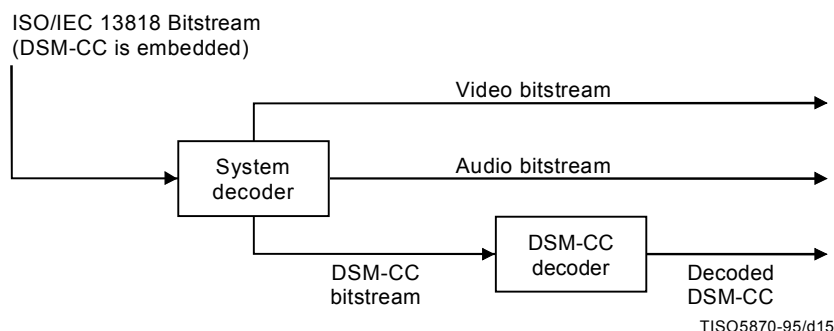 ISO/IEC 13818 Bitstream
(DSM-CC is embedded)
Video bitstream
System
decoder
Audio bitstream
DSM-CC
bitstream
DSM-CC
decoder
Decoded
DSM-CC
TISO5870-95/d15